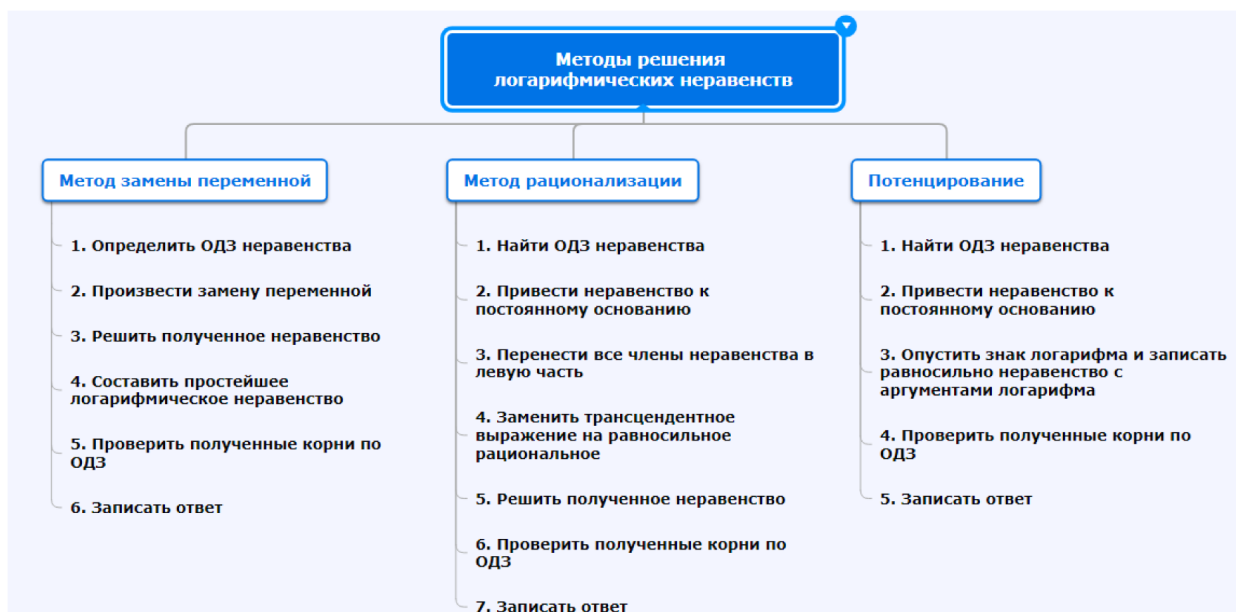 Методы решения
логарифмических неравенств
Метод замены переменной
1. Определить ОДЗ неравенства
2. Произвести замену переменной
3. Решить полученное неравенство
4. Составить простейшее
логарифмическое неравенство
5. Проверить полученные корни по
ОДЗ
6. Записать ответ
Метод рационализации
1. Найти ОДЗ неравенства
2. Привести неравенство к
постоянному основанию
3. Перенести все члены неравенства в
левую часть
4. Заменить трансцендентное
выражение на равносильное
рациональное
5. Решить полученное неравенство
6. Проверить полученные корни по
ОДЗ
7. Записать ответ
Потенцирование
1. Найти ОДЗ неравенства
2. Привести неравенство к
постоянному основанию
3. Опустить знак логарифма и записать
равносильно неравенство с
аргументами логарифма
4. Проверить полученные корни по
ОДЗ
5. Записать ответ